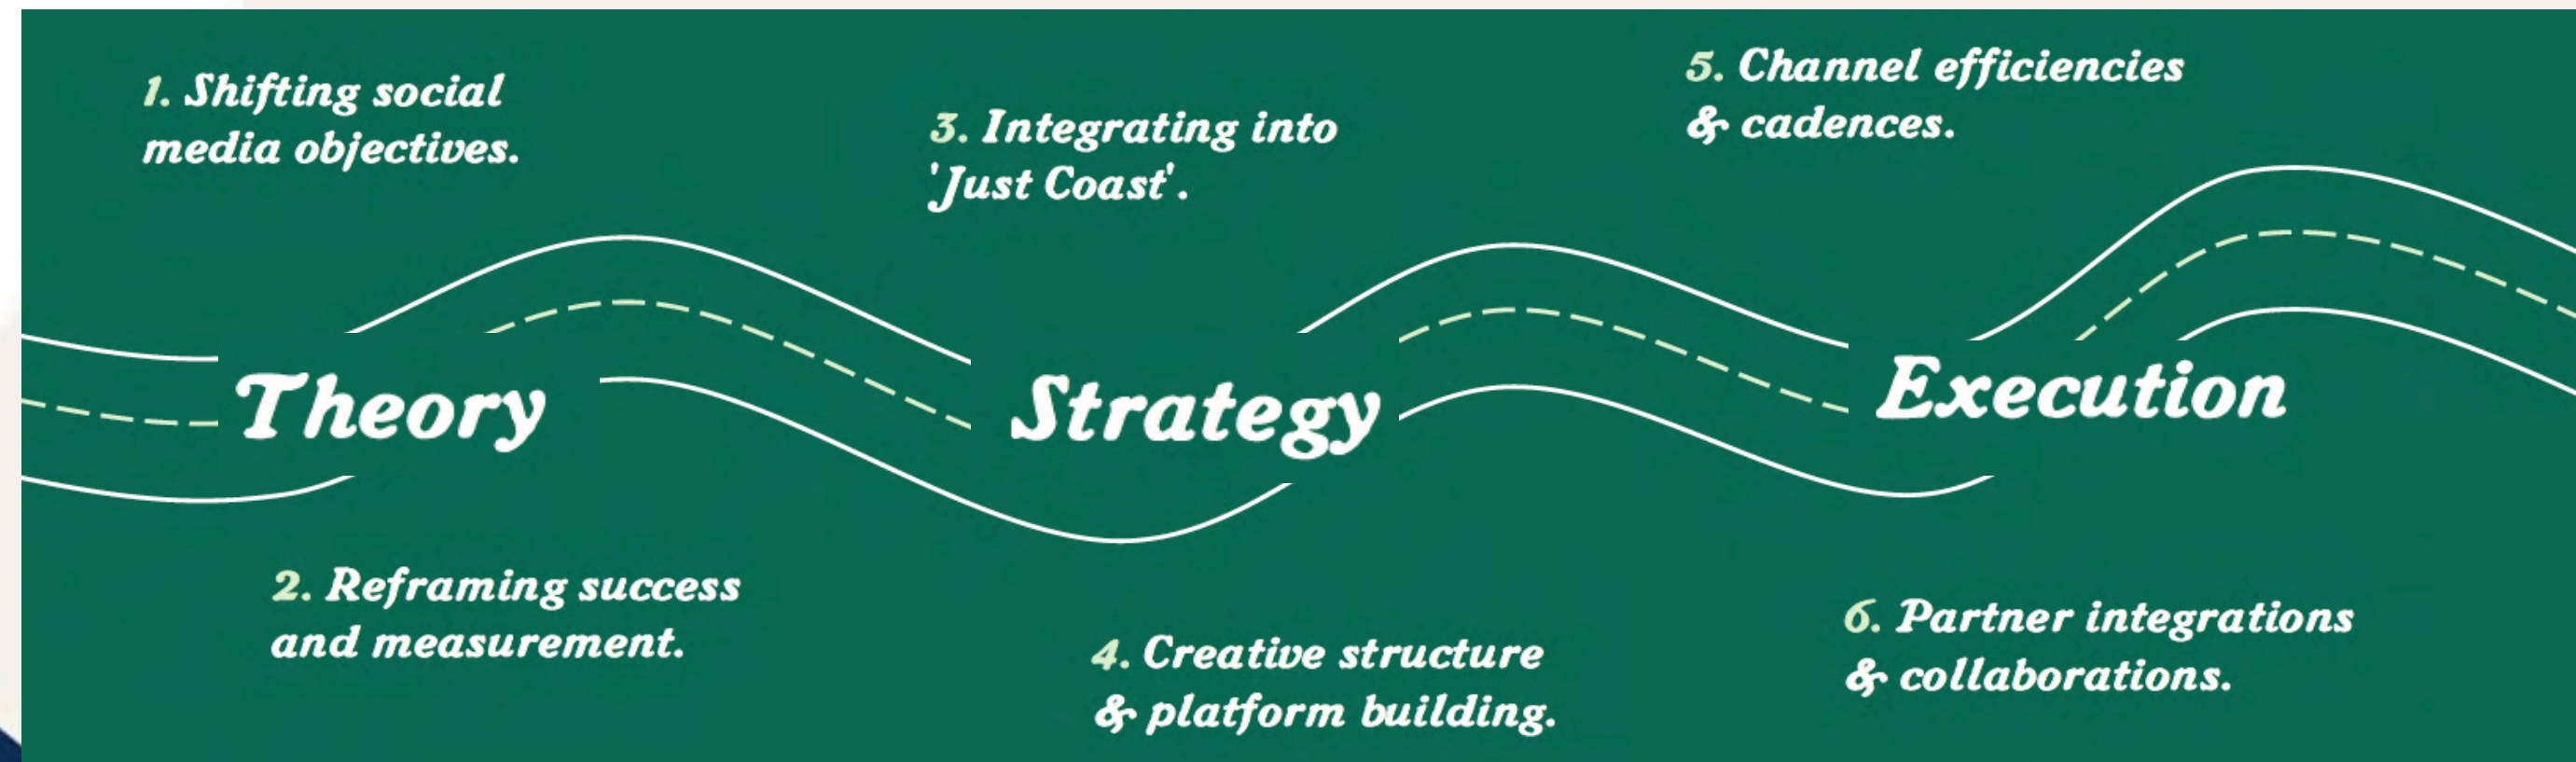 1. Shifting social
media objectives.
Theory
2. Reframing success
and measurement.
3. Integrating into
'Just Coast'.
Strategy
4. Creative structure
& platform building.
5. Channel efficiencies
& cadences.
Execution
6. Partner integrations
& collaborations.